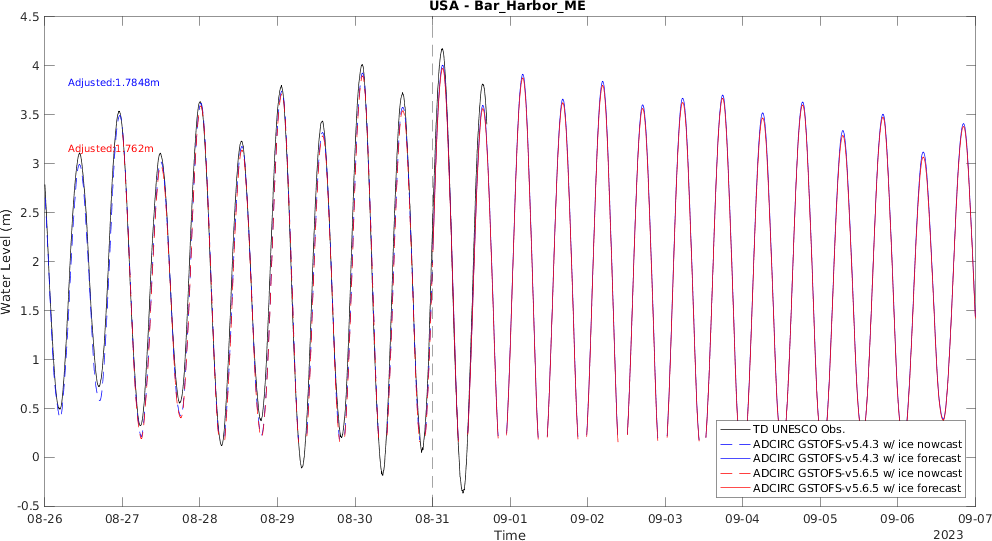 USA - Bar_Harbor_ME
4.5
4
3.5
3
2.5
2
1.5
1
0.5
0
-0.5
Water Level (m)
Adjusted:1.7848m
Adjusted:1.762m
TD UNESCO Obs.
ADCIRC GSTOFS-v5.4.3 w/ ice nowcast
ADCIRC GSTOFS-v5.4.3 w/ ice forecast
ADCIRC GSTOFS-v5.6.5 w/ ice nowcast
ADCIRC GSTOFS-v5.6.5 w/ ice forecast
08-26 08-27 08-28 08-29 08-30 08-31 09-01 09-02 09-03 09-04 09-05 09-06 09-07
Time
2023